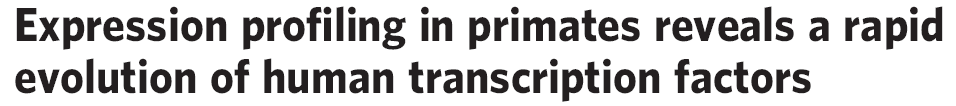 Expression profiling in primates reveals a rapid
evolution of human transcription factors